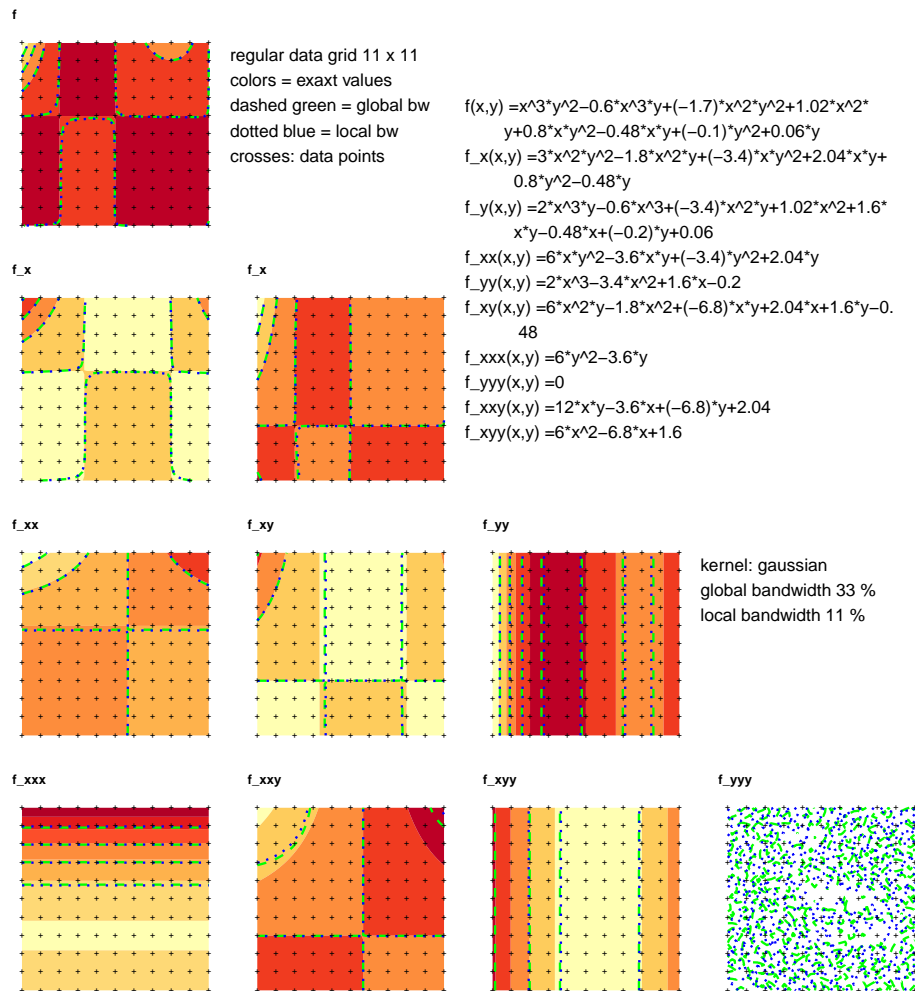 f
regular data grid 11 x 11
colors = exaxt values
dashed green = global bw
dotted blue = local bw
crosses: data points
f(x,y) =x^3*y^2−0.6*x^3*y+(−1.7)*x^2*y^2+1.02*x^2*
y+0.8*x*y^2−0.48*x*y+(−0.1)*y^2+0.06*y
f_x(x,y) =3*x^2*y^2−1.8*x^2*y+(−3.4)*x*y^2+2.04*x*y+
0.8*y^2−0.48*y
f_y(x,y) =2*x^3*y−0.6*x^3+(−3.4)*x^2*y+1.02*x^2+1.6*
x*y−0.48*x+(−0.2)*y+0.06
f_xx(x,y) =6*x*y^2−3.6*x*y+(−3.4)*y^2+2.04*y
f_yy(x,y) =2*x^3−3.4*x^2+1.6*x−0.2
f_xy(x,y) =6*x^2*y−1.8*x^2+(−6.8)*x*y+2.04*x+1.6*y−0.
48
f_xxx(x,y) =6*y^2−3.6*y
f_yyy(x,y) =0
f_xxy(x,y) =12*x*y−3.6*x+(−6.8)*y+2.04
f_xyy(x,y) =6*x^2−6.8*x+1.6
f_x
f_x
f_xx
f_xy
f_yy
kernel: gaussian
global bandwidth 33 %
local bandwidth 11 %
f_xxx
f_xxy
f_xyy
f_yyy